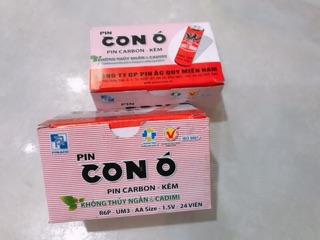 PIN
CON Ó
PIN CARBON - KẼM
KHÔNG THỦY NGÂN & CADIMI
CÔNG TY CP PIN ẮC QUY MIỀN NAM
PIN
CON Ó
PIN CARBON - KẼM
KHÔNG THỦY NGÂN & CADIMI
R6P - UM3 - AA Size - 1.5V - 24 VIÊN